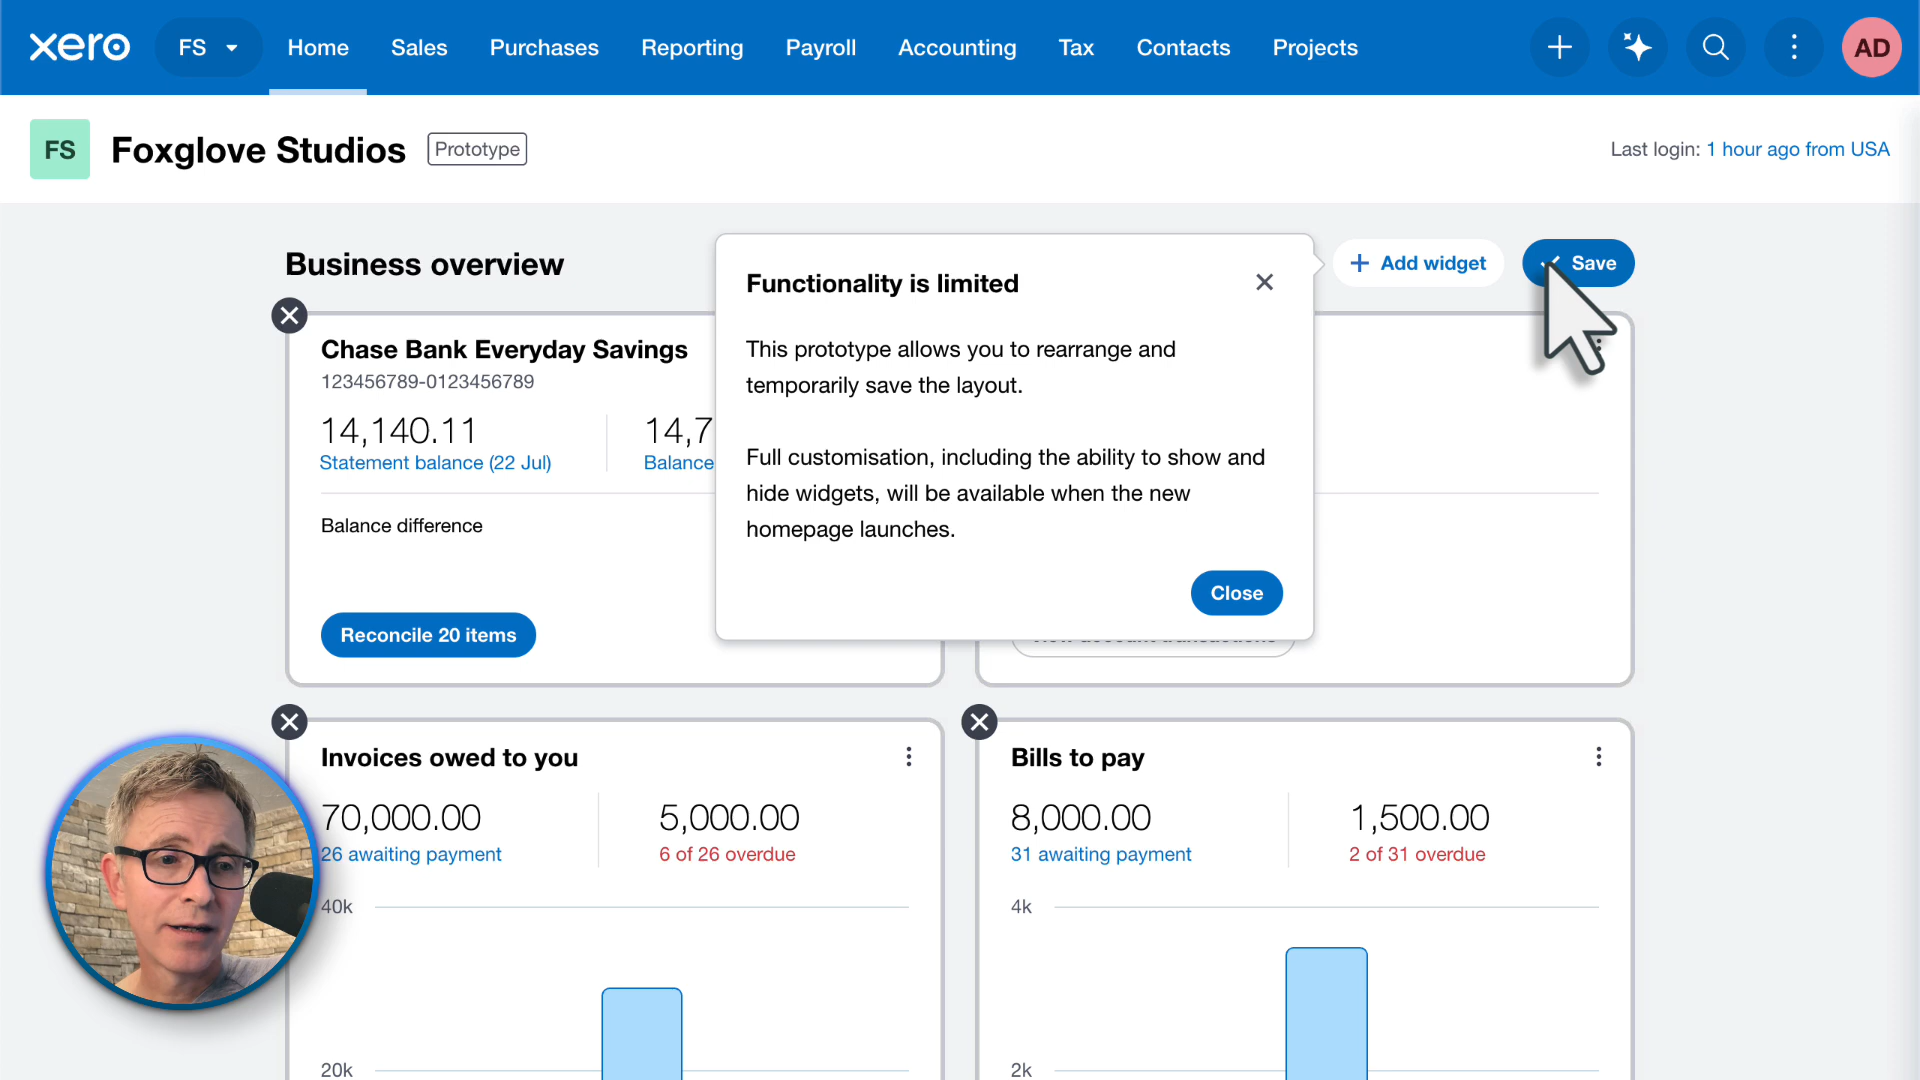 xero
FS
Home
Sales
Purchases
Reporting
Payroll
Accounting
Tax
Contacts
Projects
AD
FS
Foxglove Studios
Prototype
Last login: 1 hour ago from USA
Business overview
Add widget
Save
Functionality is limited
This prototype allows you to rearrange and
temporarily save the layout.
Full customisation, including the ability to show and
hide widgets, will be available when the new
homepage launches.
Close
Chase Bank Everyday Savings
123456789-0123456789
14,140.11
Statement balance (22 Jul)
14,7
Balance
Balance difference
Reconcile 20 items
Invoices owed to you
70,000.00
26 awaiting payment
5,000.00
6 of 26 overdue
40k
20k
Bills to pay
8,000.00
31 awaiting payment
1,500.00
2 of 31 overdue
4k
2k